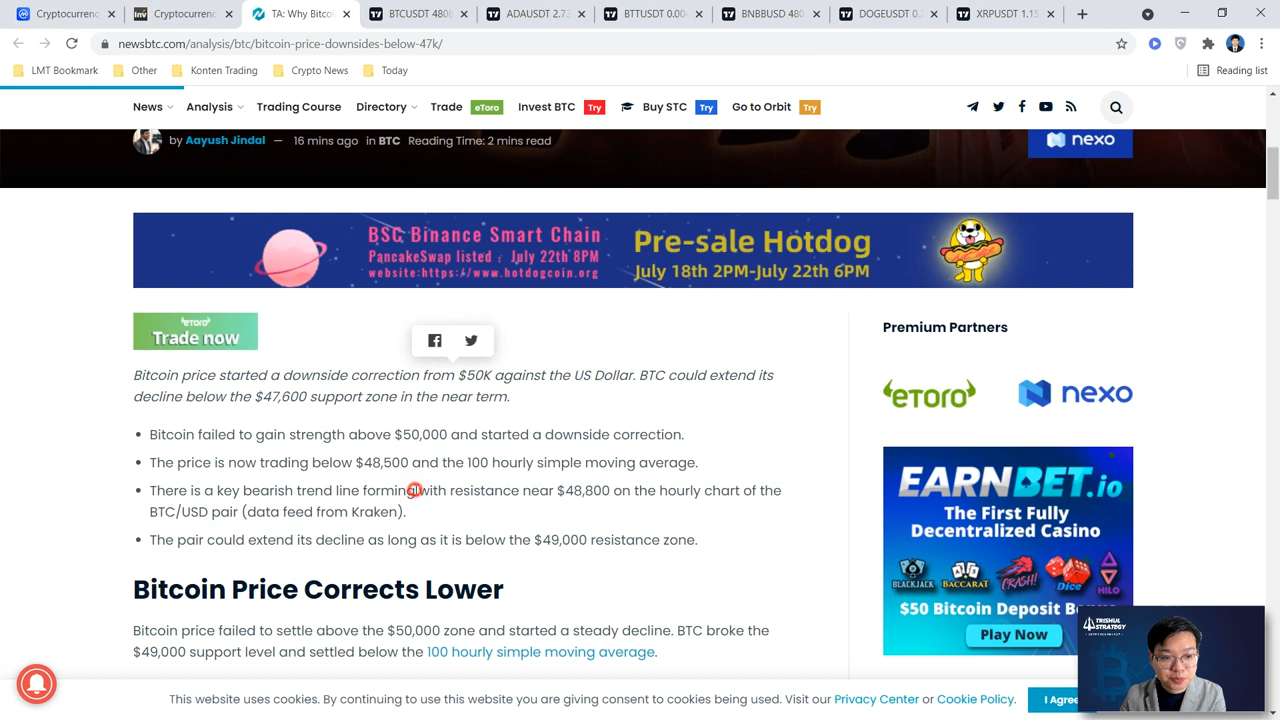 Cryptocurrenc
Cryptocurrenc
TA: Why Bitcoi
BTCUSDT 480
ADAUSDT 2.7
BTTUSDT 0.00
BNBBUSD 480
DOGEUSDT 0.
XRPUSDT 1.1
newsbtc.com/analysis/btc/bitcoin-price-downsides-below-47k/
LMT Bookmark
Other
Konten Trading
Crypto News
Today
Reading list
News
Analysis
Trading Course
Directory
Trade
eToro
Invest BTC
Try
Buy STC
Try
Go to Orbit
Try
by Aayush Jindal — 16 mins ago in BTC Reading Time: 2 mins read
nexo
BSC Binance Smart Chain
PancakeSwap listed : July 22th 8PM
website:https://www.hotdogcoin.org
Pre-sale Hotdog
July 18th 2PM-July 22th 6PM
eToro
Trade now
Premium Partners
eToro
nexo
Bitcoin price started a downside correction from $50K against the US Dollar. BTC could extend its
decline below the $47,600 support zone in the near term.
• Bitcoin failed to gain strength above $50,000 and started a downside correction.
• The price is now trading below $48,500 and the 100 hourly simple moving average.
• There is a key bearish trend line forming with resistance near $48,800 on the hourly chart of the
BTC/USD pair (data feed from Kraken).
• The pair could extend its decline as long as it is below the $49,000 resistance zone.
EARNBET.io
The First Fully
Decentralized Casino
BLACKJACK
BACCARAT
CRASH!
Dice
HILO
$50 Bitcoin Deposit
Play Now
Bitcoin Price Corrects Lower
Bitcoin price failed to settle above the $50,000 zone and started a steady decline. BTC broke the
$49,000 support level and settled below the 100 hourly simple moving average.
TRISHUL
STRATEGY
This website uses cookies. By continuing to use this website you are giving consent to cookies being used. Visit our Privacy Center or Cookie Policy.
I Agree